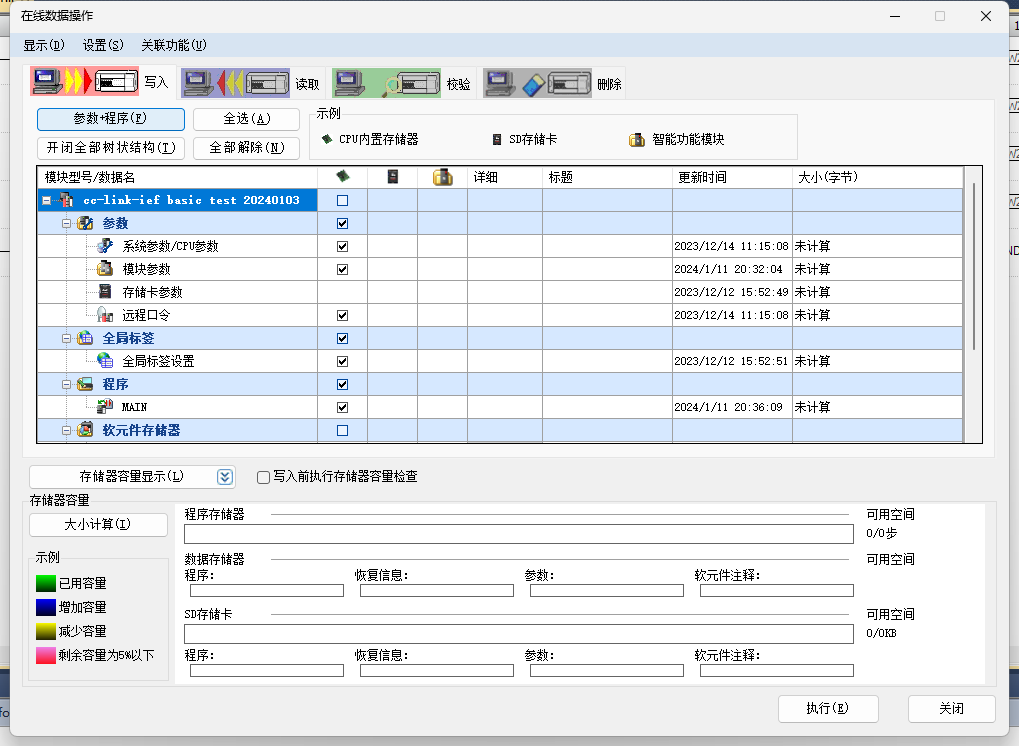 在线数据操作
显示(D) 设置(S) 关联功能(U)
写入 读取 校验 删除
参数+程序(F) 全选(A)
开闭全部树状结构(T) 全部解除(N)
示例
CPU内置存储器 SD存储卡 智能功能模块
模块型号/数据名 详细 标题 更新时间 大小(字节)
cc-link-ief basic test 20240103
参数
系统参数/CPU参数 2023/12/14 11:15:08 未计算
模块参数 2024/1/11 20:32:04 未计算
存储卡参数 2023/12/12 15:52:49 未计算
远程口令 2023/12/14 11:15:08 未计算
全局标签
全局标签设置 2023/12/12 15:52:51 未计算
程序
MAIN 2024/1/11 20:36:09 未计算
软元件存储器
存储器容量显示(L) 写入前执行存储器容量检查
存储器容量
大小计算(I)
示例
已用容量
增加容量
减少容量
剩余容量为5%以下
程序存储器 可用空间
0/0步
数据存储器 可用空间
程序: 恢复信息: 参数: 软元件注释:
SD存储卡 可用空间
0/0KB
程序: 恢复信息: 参数: 软元件注释:
执行(E) 关闭